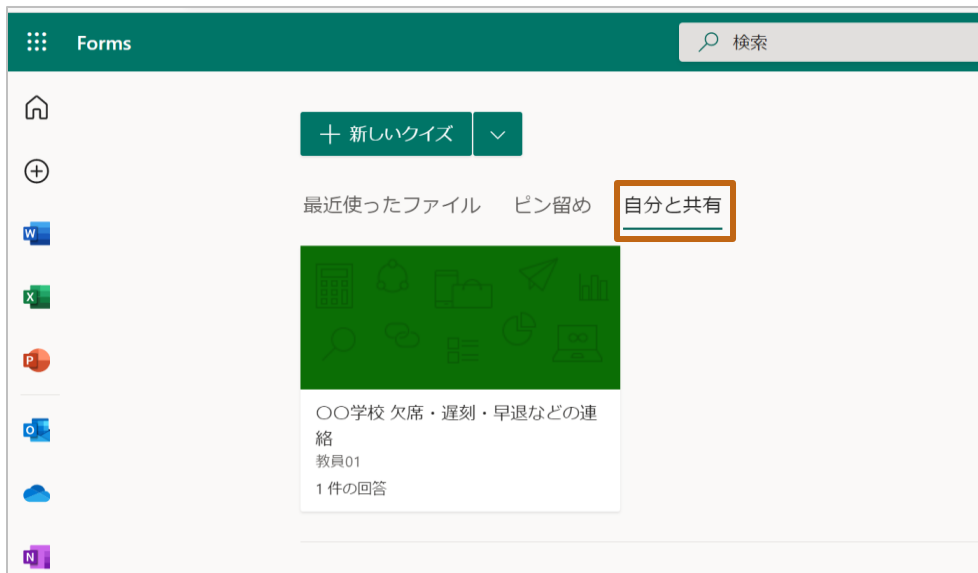 Forms
検索
新しいクイズ
最近使ったファイル ピン留め 自分と共有
〇〇学校 欠席・遅刻・早退などの連
絡
教員01
1 件の回答
W
X
P
O
N